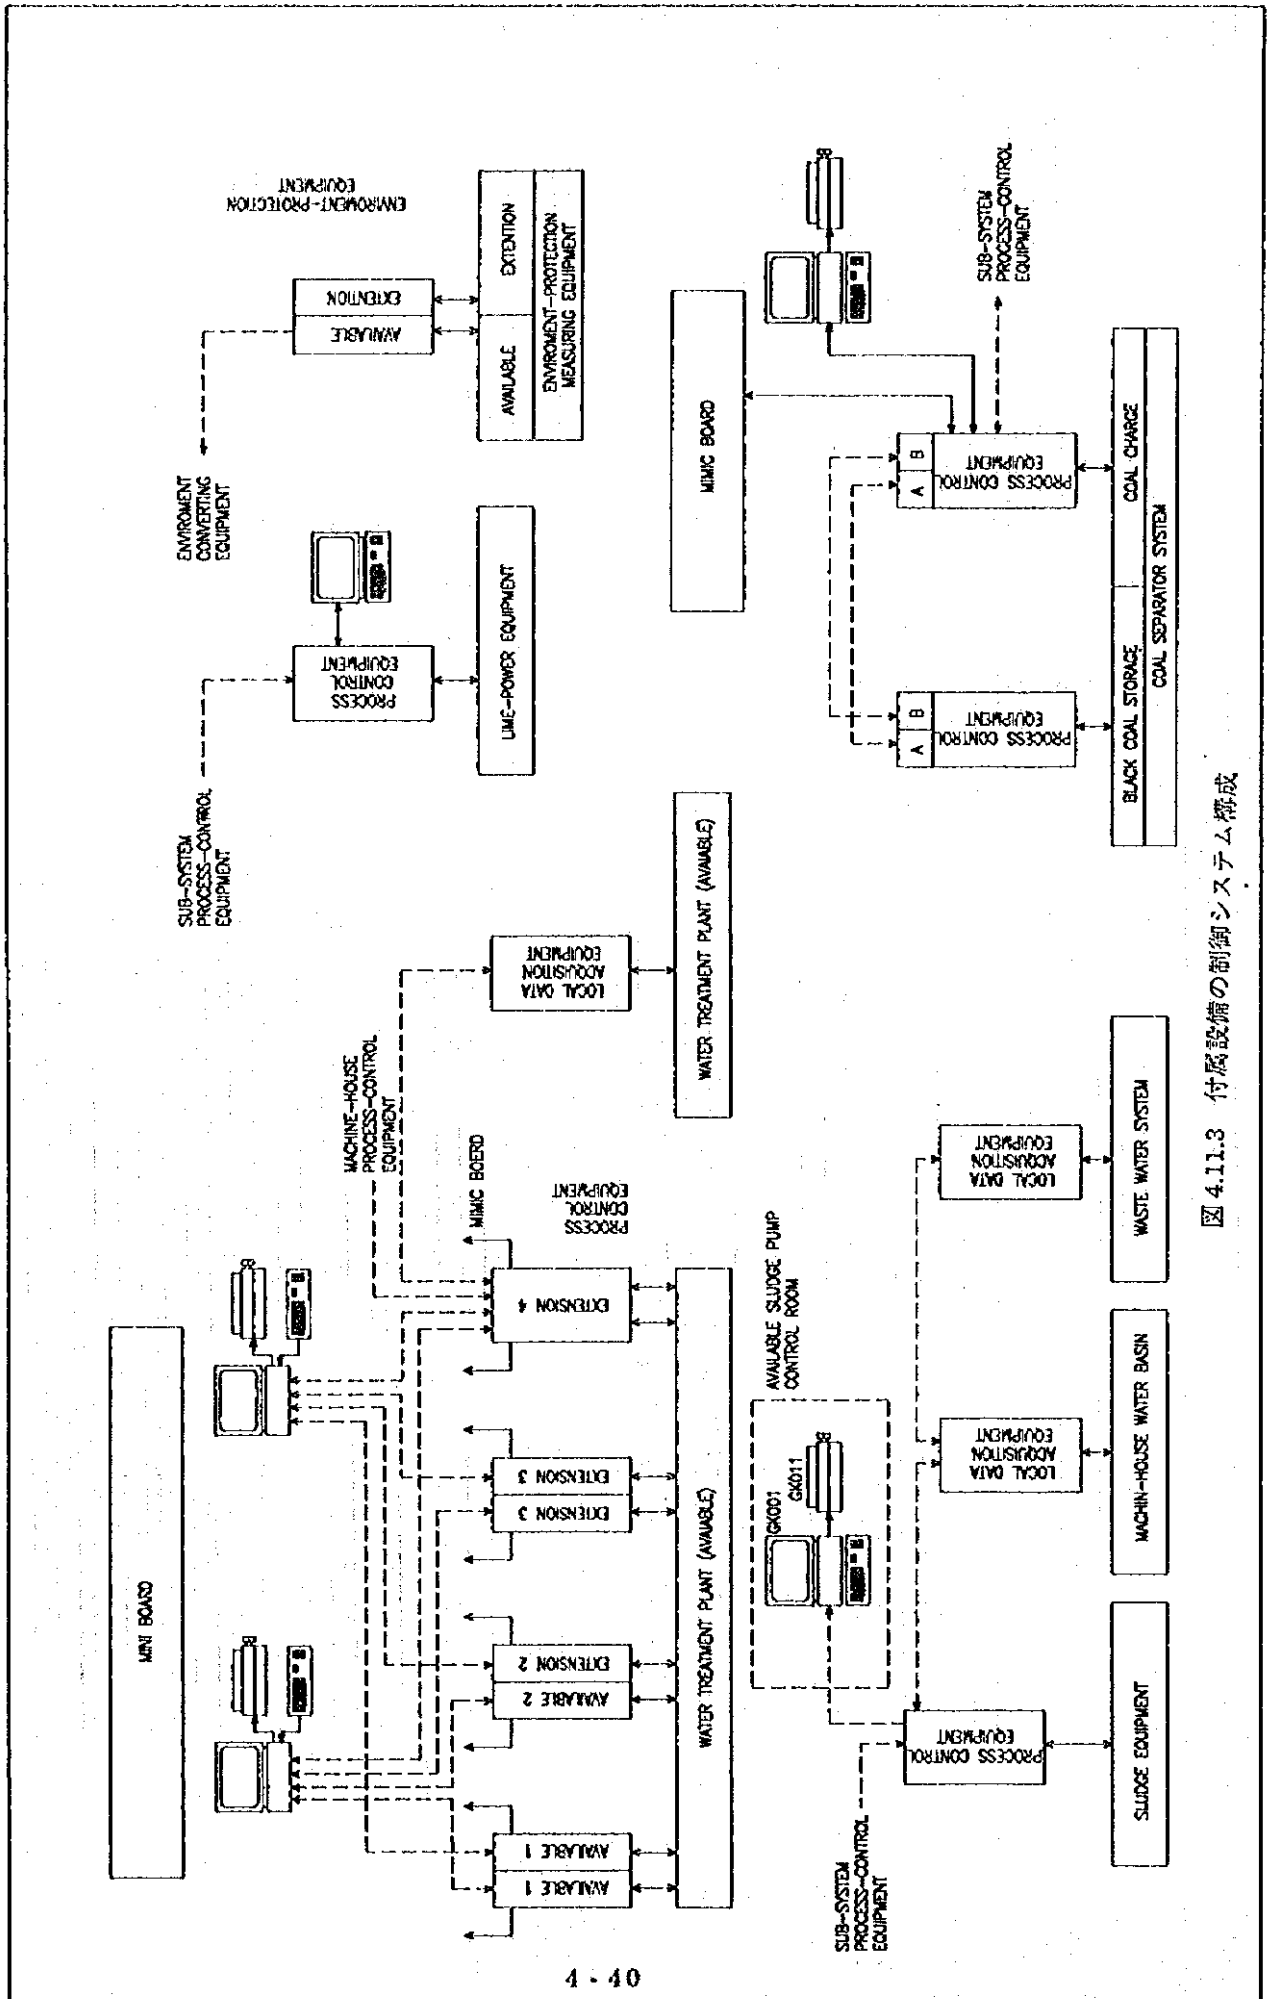 MINI BOARD
MIMIC BOERD
MACHINE-HOUSE
PROCESS-CONTROL
EQUIPMENT
PROCESS
CONTROL
EQUIPMENT
AVAILABLE 1
AVAILABLE 1
AVAILABLE 2
EXTENSION 2
EXTENSION 3
EXTENSION 3
EXTENSION 4
WATER TREATMENT PLANT (AVAIABLE)
LOCAL DATA
ACQUSITION
EQUIPMENT
WATER TREATMENT PLANT (AVAIABLE)
SUB-SYSTEM
PROCESS-CONTROL
EQUIPMENT
PROCESS
CONTROL
EQUIPMENT
LIME-POWER EQUIPMENT
ENVIROMENT
CONVERTING
EQUIPMENT
AVAILABLE
EXTENTION
ENVIROMENT-PROTECTION
EQUIPMENT
AVAILABLE
EXTENTION
ENVIROMENT-PROTECTION
MEASURING EQUIPMENT
SUB-SYSTEM
PROCESS-CONTROL
EQUIPMENT
AVAILABLE SLUDGE PUMP
CONTROL ROOM
GK001
GK011
PROCESS CONTROL
EQUIPMENT
SLUDGE EQUIPMENT
LOCAL DATA
ACQUSITION
EQUIPMENT
MACHIN-HOUSE WATER BASIN
LOCAL DATA
ACQUSITION
EQUIPMENT
WASTE WATER SYSTEM
MIMIC BOARD
A
B
PROCESS CONTROL
EQUIPMENT
A
B
PROCESS CONTROL
EQUIPMENT
SUB-SYSTEM
PROCESS-CONTROL
EQUIPMENT
BLACK COAL STORAGE
COAL CHARGE
COAL SEPARATOR SYSTEM
図 4.11.3 付属設備の制御システム構成
4 - 40